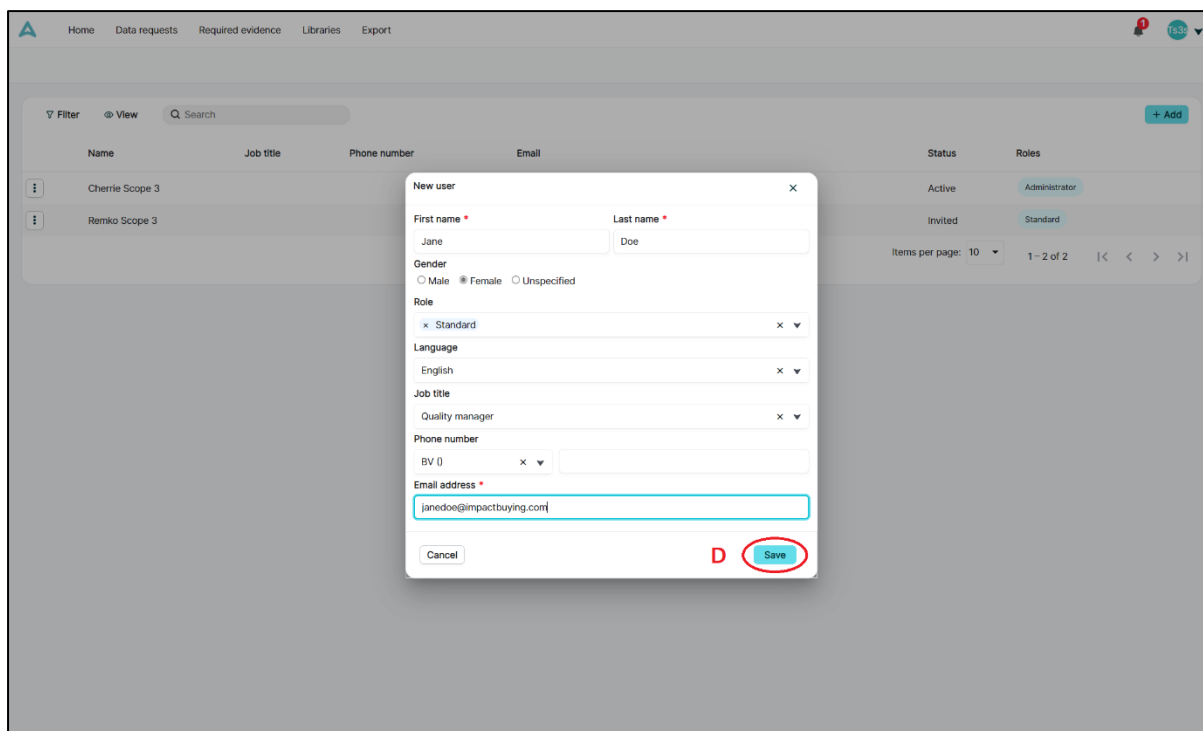 Home Data requests Required evidence Libraries Export 1 Ts3s
Filter View Search + Add
Name Job title Phone number Email Status Roles
Cherrie Scope 3 Active Administrator
Remko Scope 3 Invited Standard
Items per page: 10 1 – 2 of 2
New user
First name * Last name *
Jane Doe
Gender
Male Female Unspecified
Role
× Standard
Language
English
Job title
Quality manager
Phone number
BV ()
Email address *
janedoe@impactbuying.com
Cancel D Save